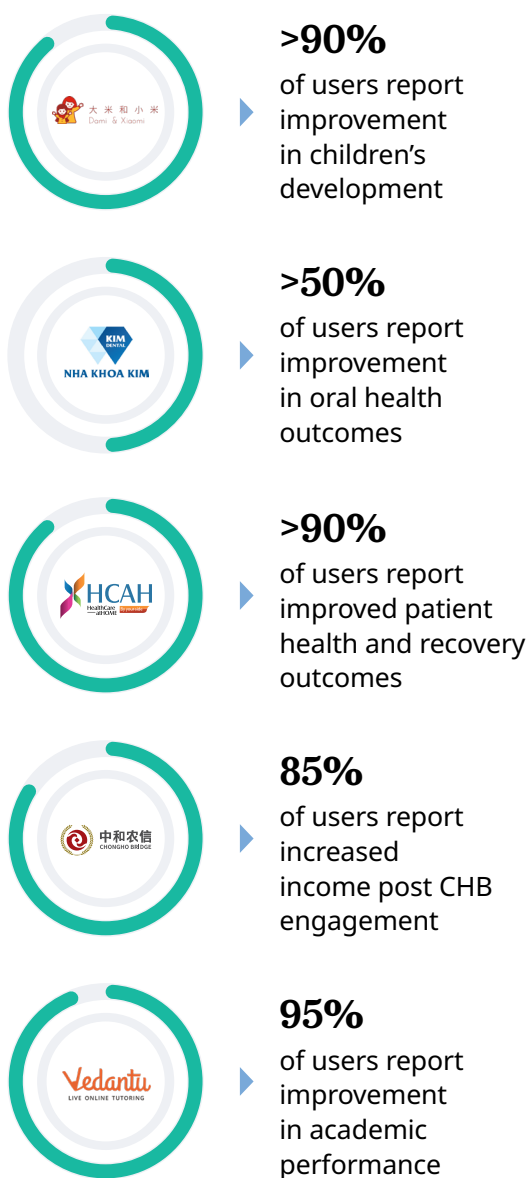 大米和小米
Dami & Xiaomi
>90%
of users report
improvement
in children’s
development
KIM
DENTAL
NHA KHOA KIM
>50%
of users report
improvement
in oral health
outcomes
HCAH
HealthCare
atHOME
>90%
of users report
improved patient
health and recovery
outcomes
中和农信
CHONGHO BRIDGE
85%
of users report
increased
income post CHB
engagement
Vedantu
LIVE ONLINE TUTORING
95%
of users report
improvement
in academic
performance